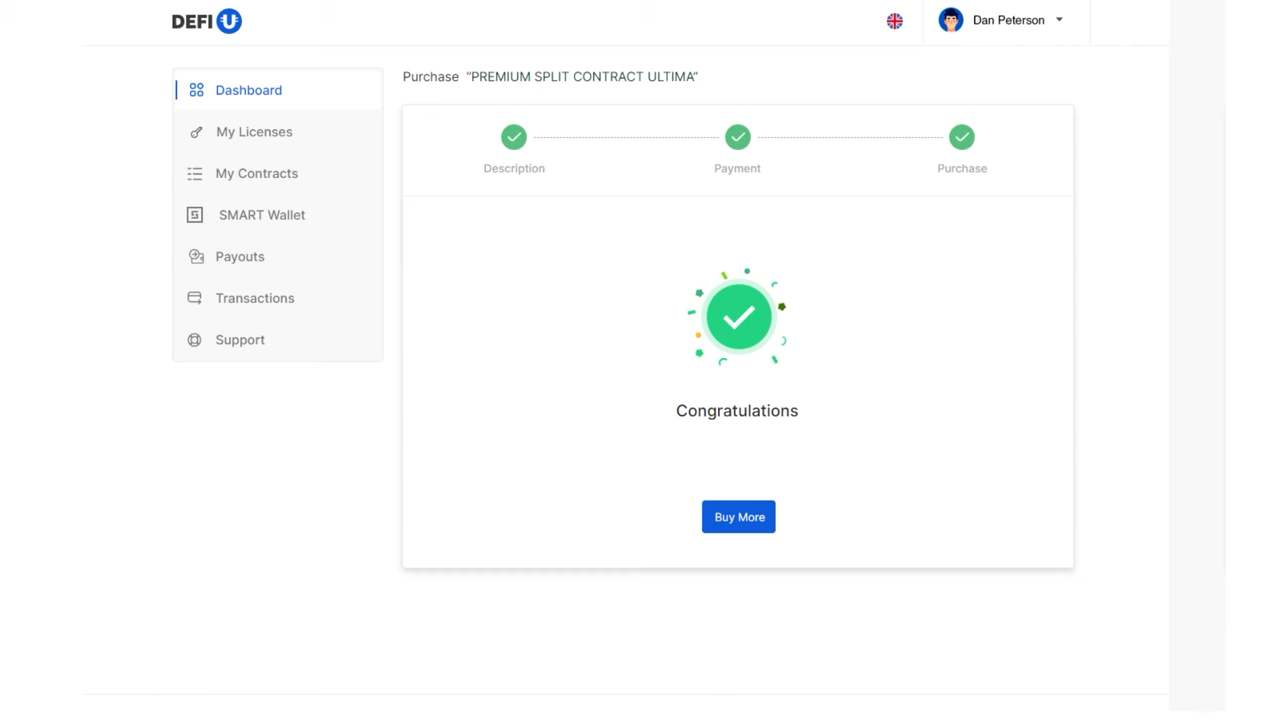 DEFI U
Dan Peterson
Dashboard
My Licenses
My Contracts
SMART Wallet
Payouts
Transactions
Support
Purchase “PREMIUM SPLIT CONTRACT ULTIMA”
Description Payment Purchase
Congratulations
Buy More